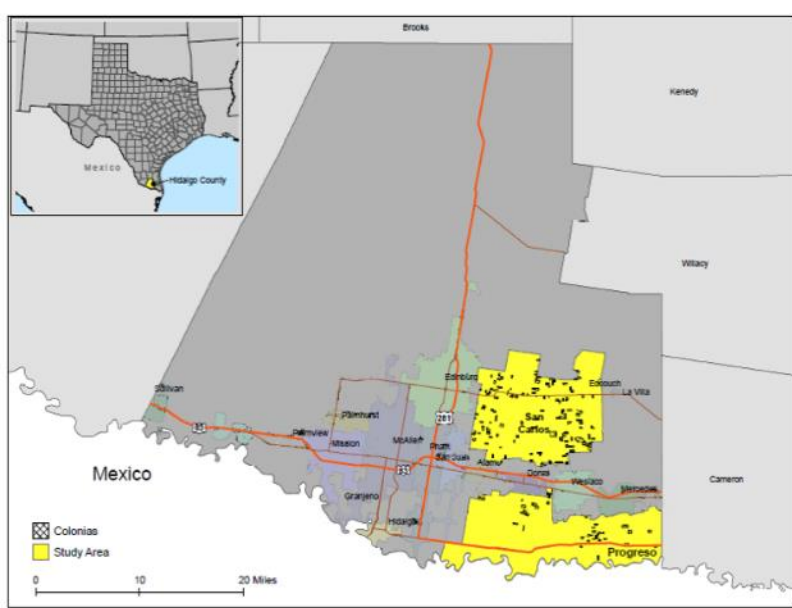 Brooks
Kenedy
Mexico
Hidalgo County
Willacy
Sullivan
Edinburg
Edcouch
La Villa
Palmhurst
San
Carlos
281
83
Palmview
Mission
McAllen
Pharr
San Juan
Alamo
Donna
83
Weslaco
Mercedes
Mexico
Cameron
Granjeno
Hidalgo
Colonias
Study Area
Progreso
0 10 20 Miles